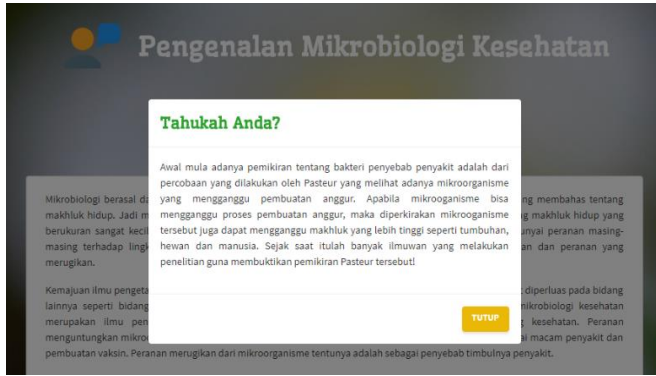 Pengenalan Mikrobiologi Kesehatan
Tahukah Anda?
Awal mula adanya pemikiran tentang bakteri penyebab penyakit adalah dari
percobaan yang dilakukan oleh Pasteur yang melihat adanya mikroorganisme
yang mengganggu pembuatan anggur. Apabila mikrooganisme bisa
mengganggu proses pembuatan anggur, maka diperkirakan mikroogansime
tersebut juga dapat mengganggu makhluk yang lebih tinggi seperti tumbuhan,
hewan dan manusia. Sejak saat itulah banyak ilmuwan yang melakukan
penelitian guna membuktikan pemikiran Pasteur tersebut!
TUTUP
Mikrobiologi berasal ng membahas tentang
makhluk hidup. Jadi makhluk hidup yang
berukuran sangat peranan masing-
masing terhadap dan peranan yang
merugikan.
Kemajuan ilmu diperluas pada bidang
lainnya seperti bidang mikrobiologi kesehatan
merupakan ilmu kesehatan. Peranan
menguntungkan macam penyakit dan
pembuatan vaksin. Peranan merugikan dari mikroorganisme tentunya adalah sebagai penyebab timbulnya penyakit.